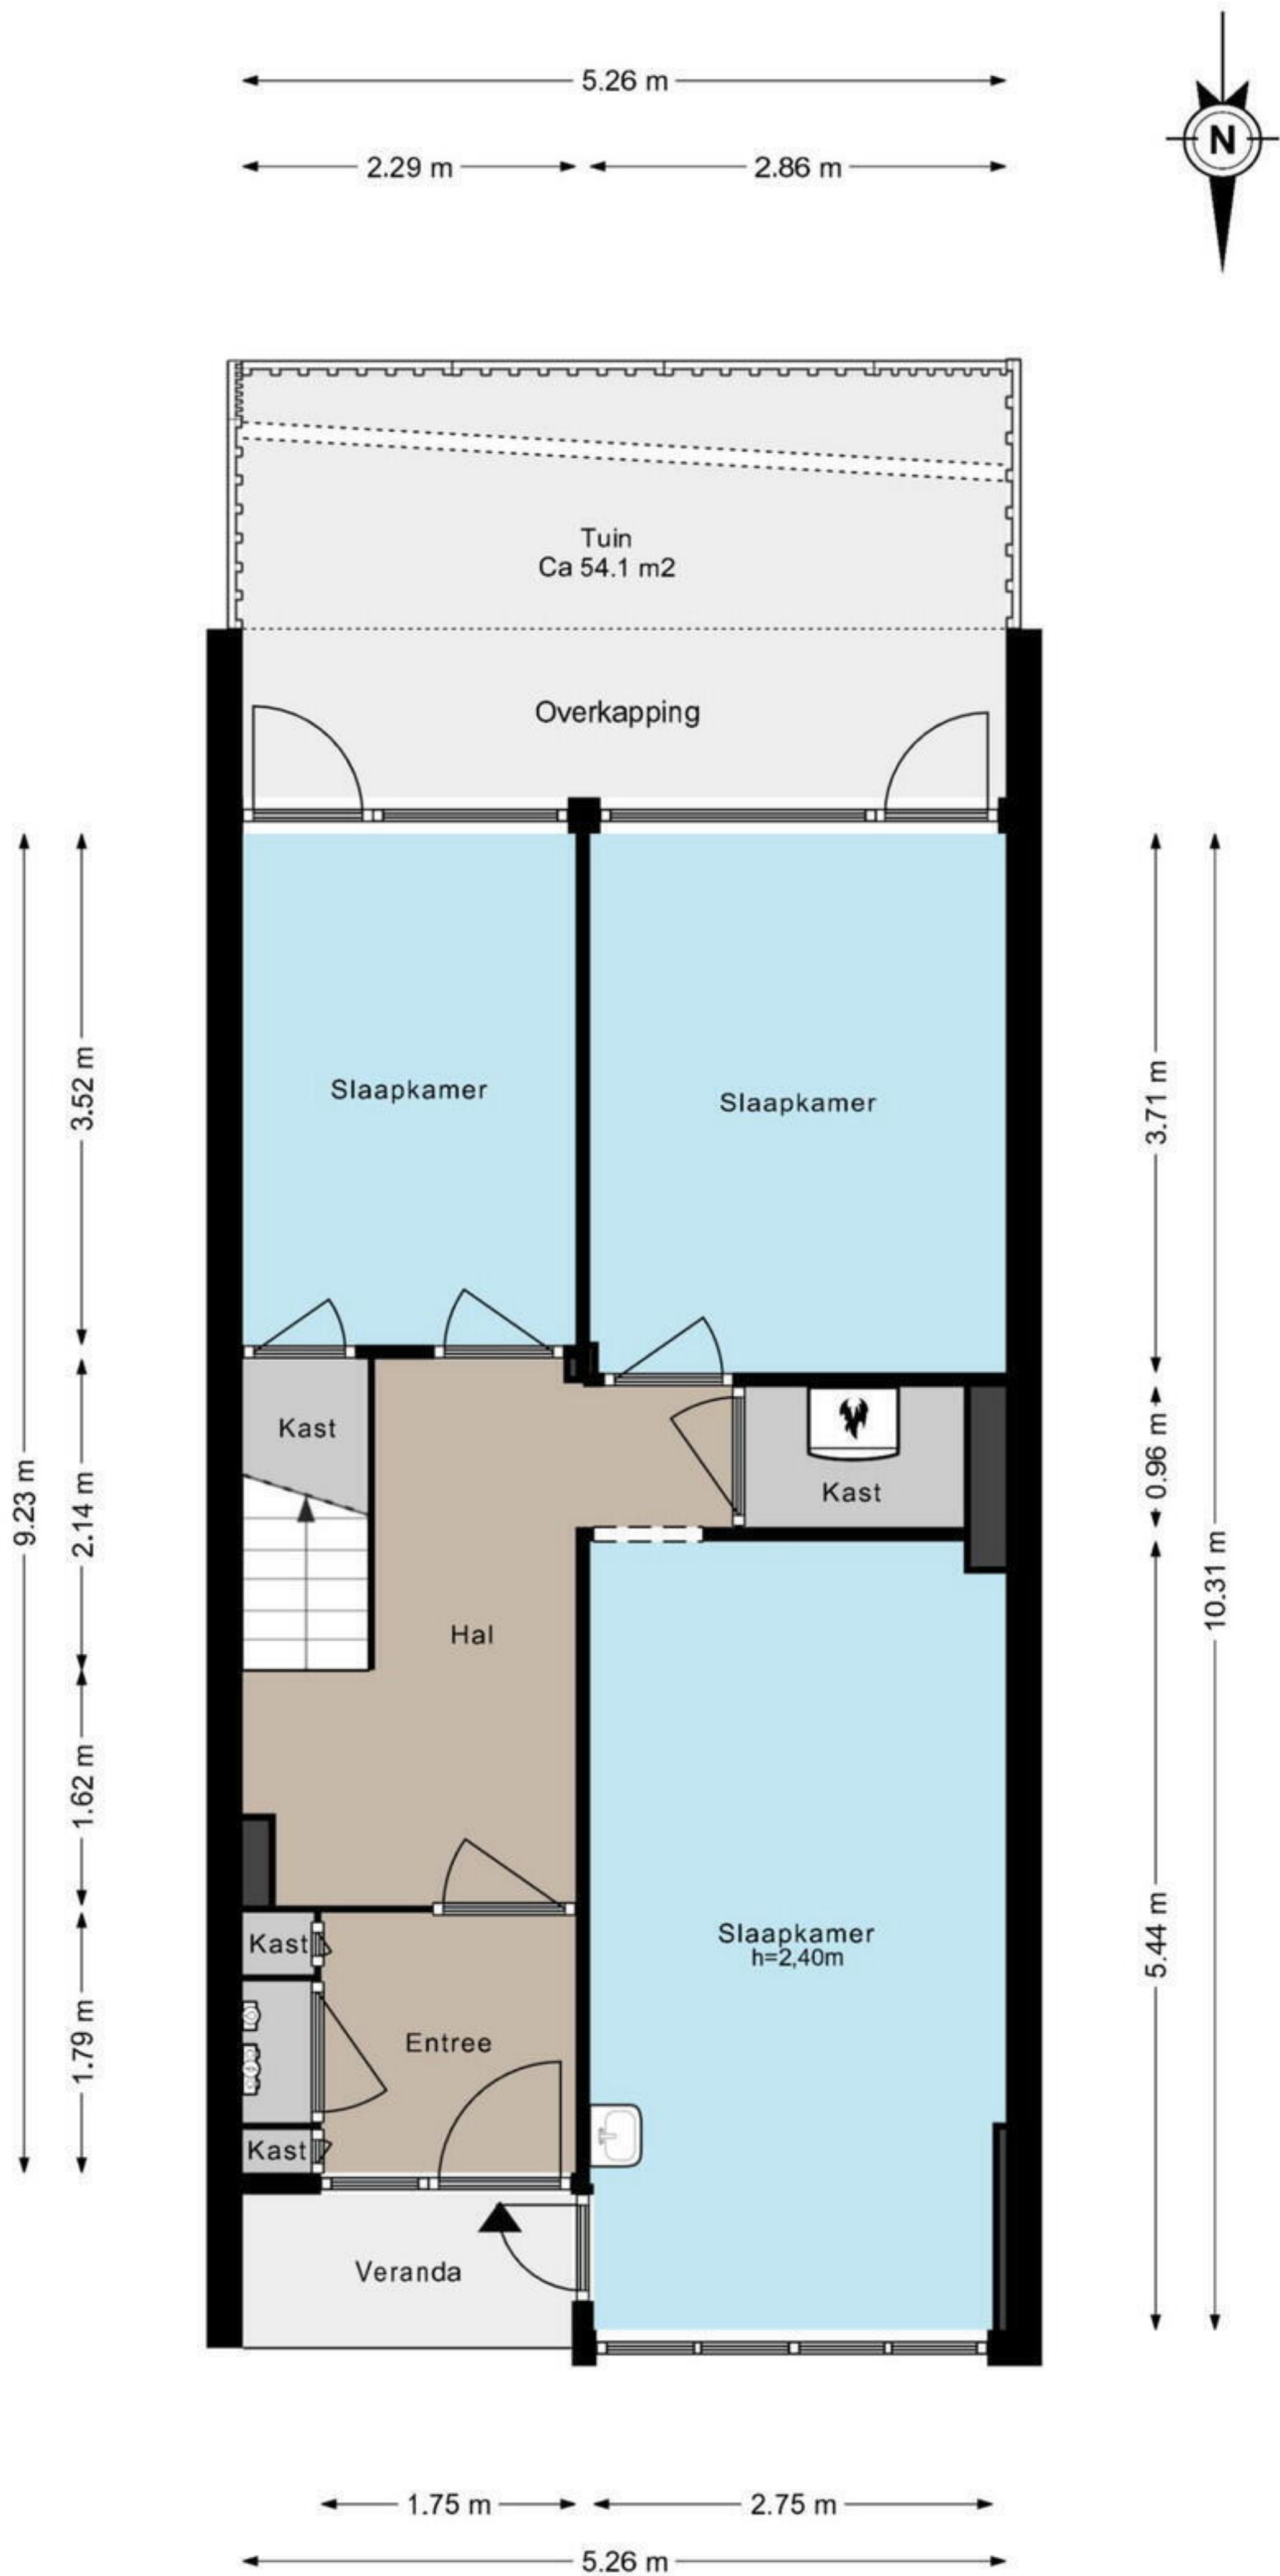 5.26 m
2.29 m
2.86 m
N
Tuin
Ca 54.1 m2
Overkapping
Slaapkamer
Slaapkamer
3.52 m
3.71 m
Kast
Kast
0.96 m
9.23 m
2.14 m
10.31 m
Hal
1.62 m
Slaapkamer
h=2,40m
5.44 m
Kast
Entree
1.79 m
Kast
Veranda
1.75 m
2.75 m
5.26 m